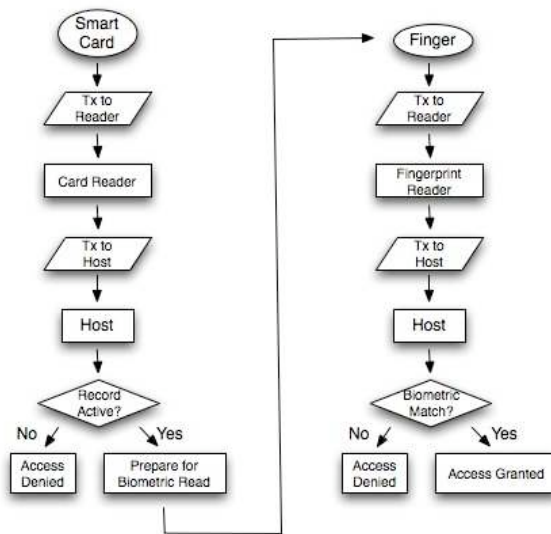 Smart
Card
Tx to
Reader
Card Reader
Tx to
Host
Host
Record
Active?
No
Yes
Access
Denied
Prepare for
Biometric Read
Finger
Tx to
Reader
Fingerprint
Reader
Tx to
Host
Host
Biometric
Match?
No
Yes
Access
Denied
Access Granted